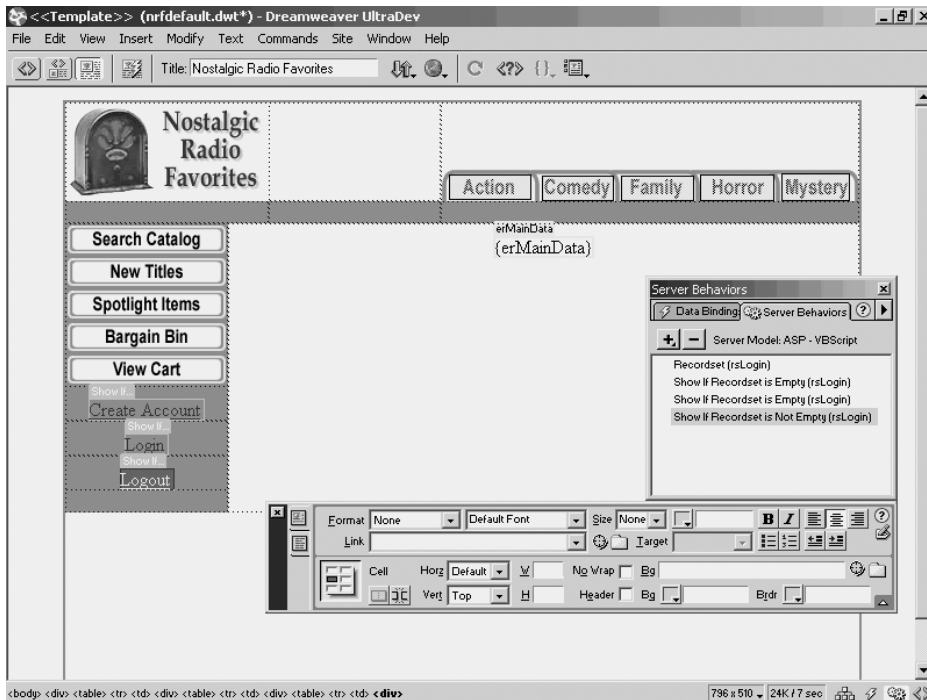 <<Template>> (nrfdefault.dwt*) - Dreamweaver UltraDev
File Edit View Insert Modify Text Commands Site Window Help
Title: Nostalgic Radio Favorites
Nostalgic
Radio
Favorites
Action Comedy Family Horror Mystery
erMainData
{erMainData}
Search Catalog
New Titles
Spotlight Items
Bargain Bin
View Cart
Show If...
Create Account
Show If...
Login
Show If...
Logout
Server Behaviors
Data Binding: Server Behaviors ?
+ - Server Model: ASP - VBScript
Recordset (rsLogin)
Show If Recordset is Empty (rsLogin)
Show If Recordset is Empty (rsLogin)
Show If Recordset is Not Empty (rsLogin)
Format None Default Font Size None B I ?
Link Target
Cell Horz Default W No Wrap Bg
Vert Top H Header Bg Brdr
<body> <div> <table> <tr> <td> <div> <table> <tr> <td> <div> <table> <tr> <td> <div>
796 x 510 24K / 7 sec